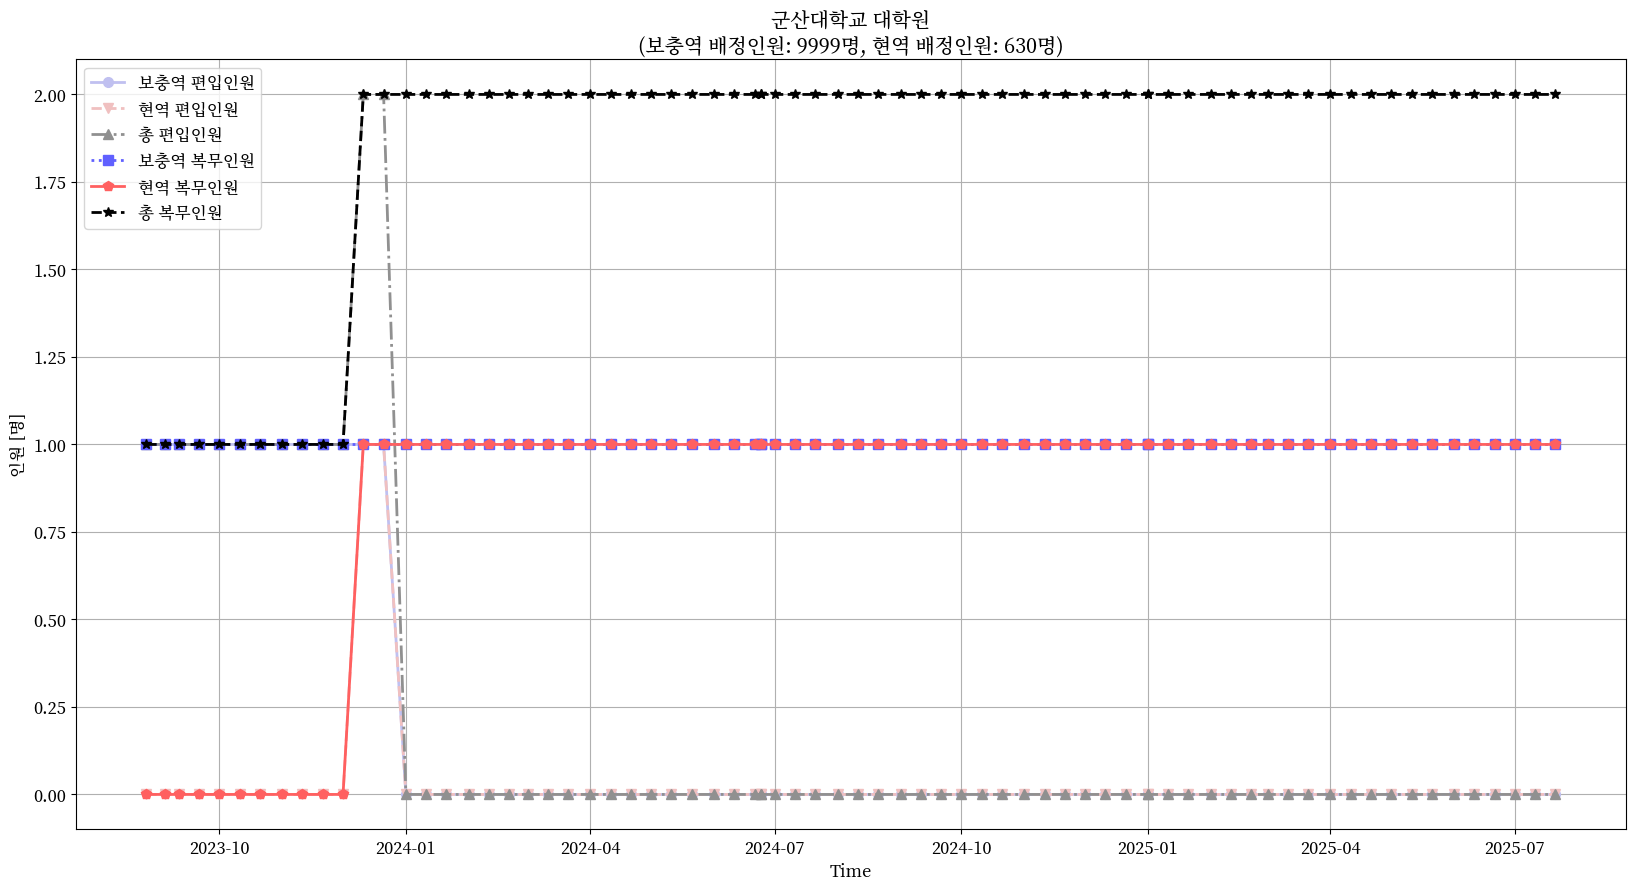 군산대학교 대학원
(보충역 배정인원: 9999명, 현역 배정인원: 630명)
보충역 편입인원
현역 편입인원
총 편입인원
보충역 복무인원
현역 복무인원
총 복무인원
2.00
1.75
1.50
1.25
1.00
0.75
0.50
0.25
0.00
인원 [명]
2023-10
2024-01
2024-04
2024-07
2024-10
2025-01
2025-04
2025-07
Time